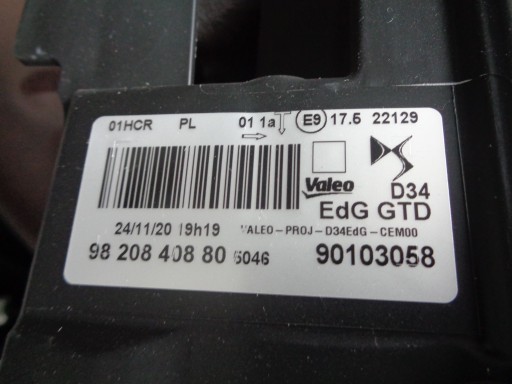 01HCR PL 01 1a E9 17.5 22129
Valeo D34
EdG GTD
24/11/20 19h19 VALEO-PROJ-D34EdG-CEM00
98 208 408 80 5046 90103058